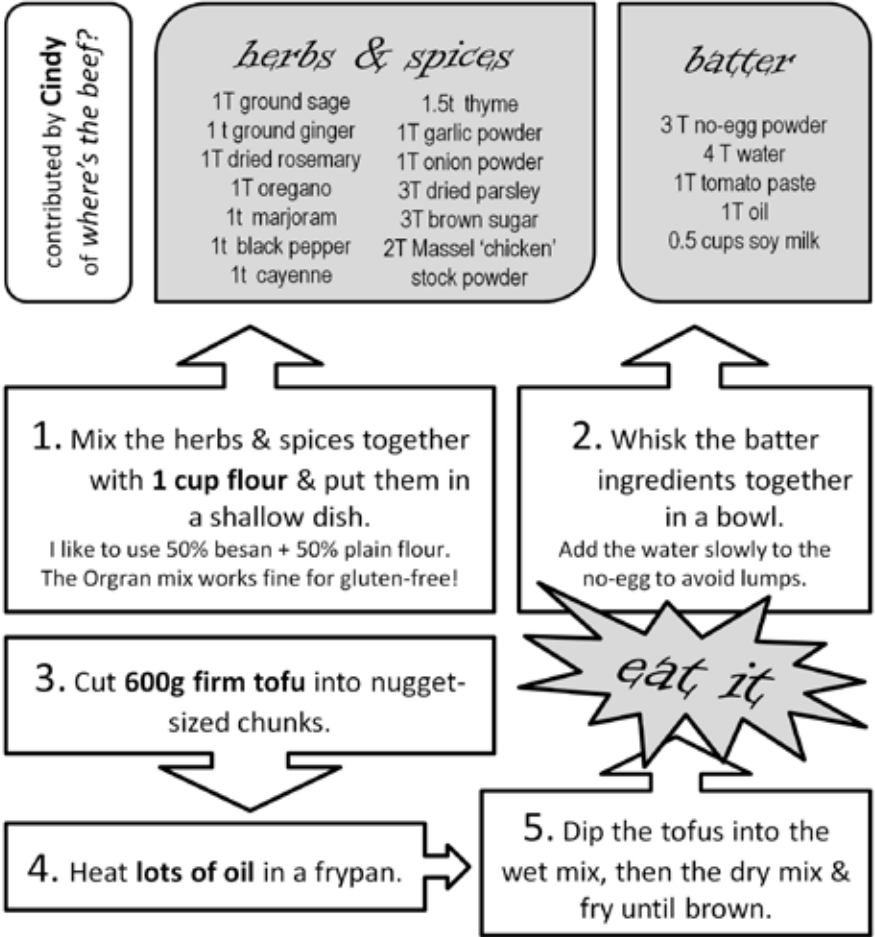 contributed by Cindy
of where's the beef?
herbs & spices
1T ground sage
1 t ground ginger
1T dried rosemary
1T oregano
1t marjoram
1t black pepper
1t cayenne
1.5t thyme
1T garlic powder
1T onion powder
3T dried parsley
3T brown sugar
2T Massel 'chicken'
stock powder
batter
3 T no-egg powder
4 T water
1T tomato paste
1T oil
0.5 cups soy milk
1. Mix the herbs & spices together
with 1 cup flour & put them in
a shallow dish.
I like to use 50% besan + 50% plain flour.
The Orgran mix works fine for gluten-free!
2. Whisk the batter
ingredients together
in a bowl.
Add the water slowly to the
no-egg to avoid lumps.
3. Cut 600g firm tofu into nugget-
sized chunks.
4. Heat lots of oil in a frypan.
5. Dip the tofus into the
wet mix, then the dry mix &
fry until brown.
eat it